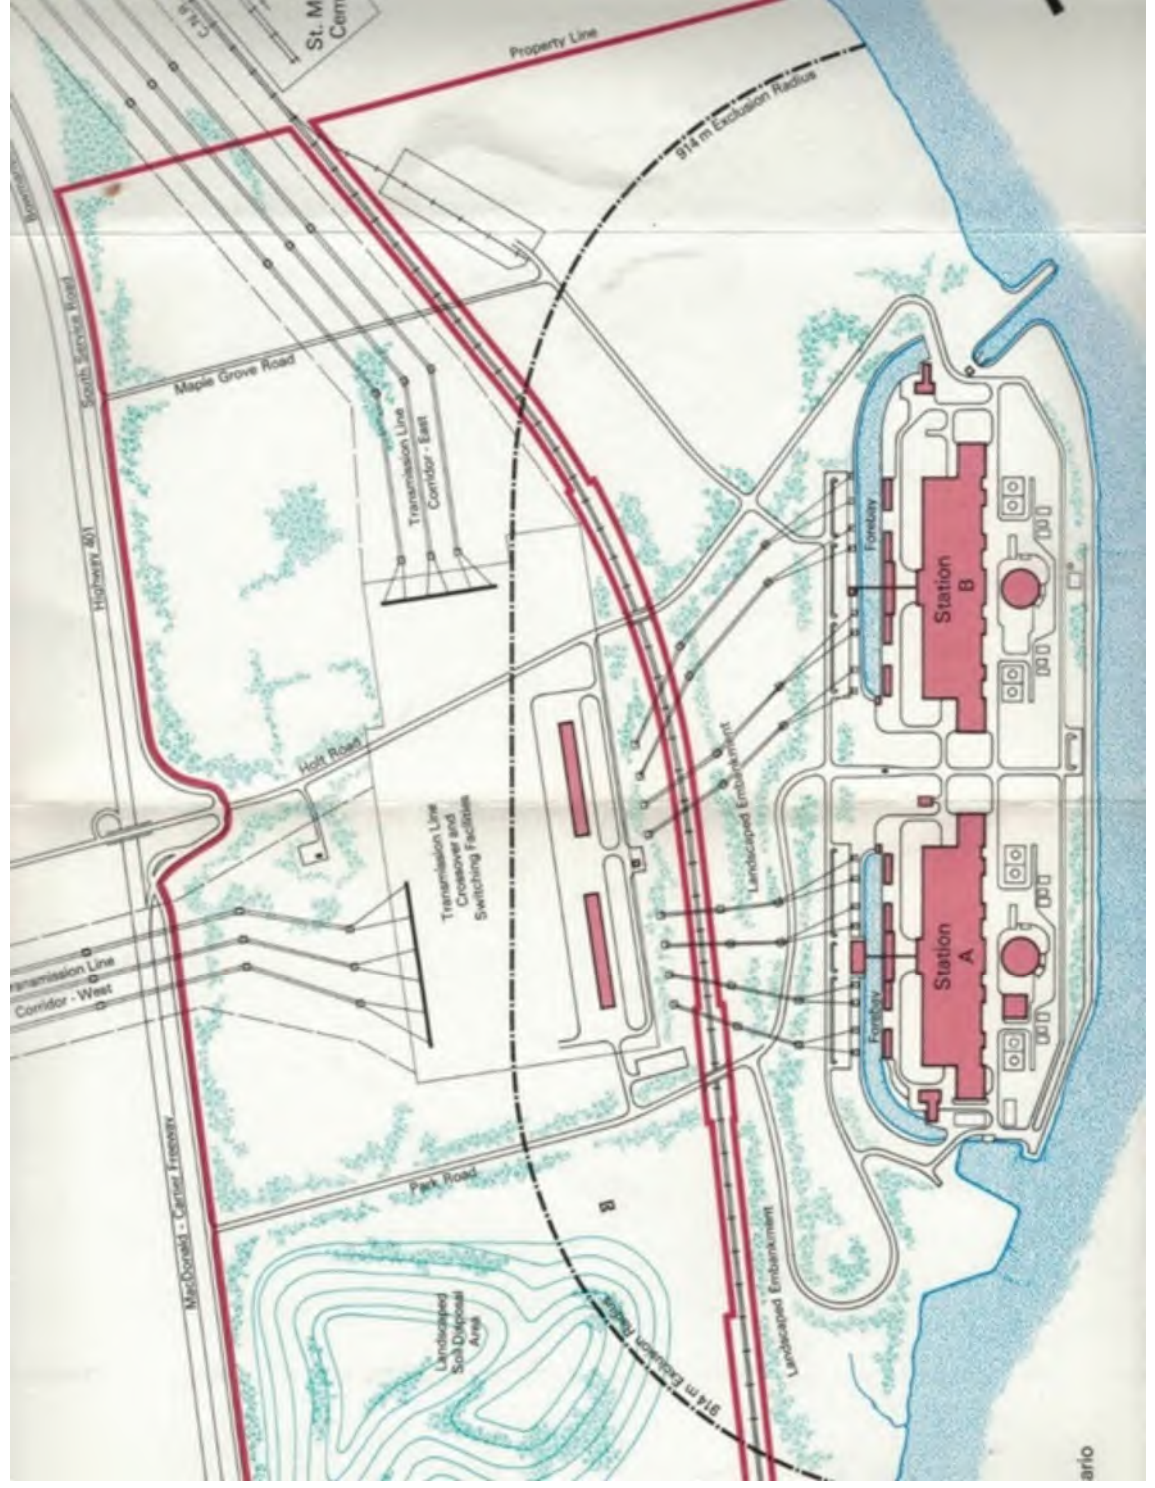 C.N.R.
St. M
Cem
Property Line
914 m Exclusion Radius
South Service Road
Maple Grove Road
Transmission Line
Corridor - East
Highway 401
Forebay
Station
B
Holt Road
Landscaped Embankment
Transmission Line
Crossover and
Switching Facilities
ransmission Line
Corridor - West
Station
A
Forebay
MacDonald - Cartier Freeway
Park Road
B
Landscaped Embankment
Landscaped
Soil Disposal
Area
914 m Exclusion Radius
ario